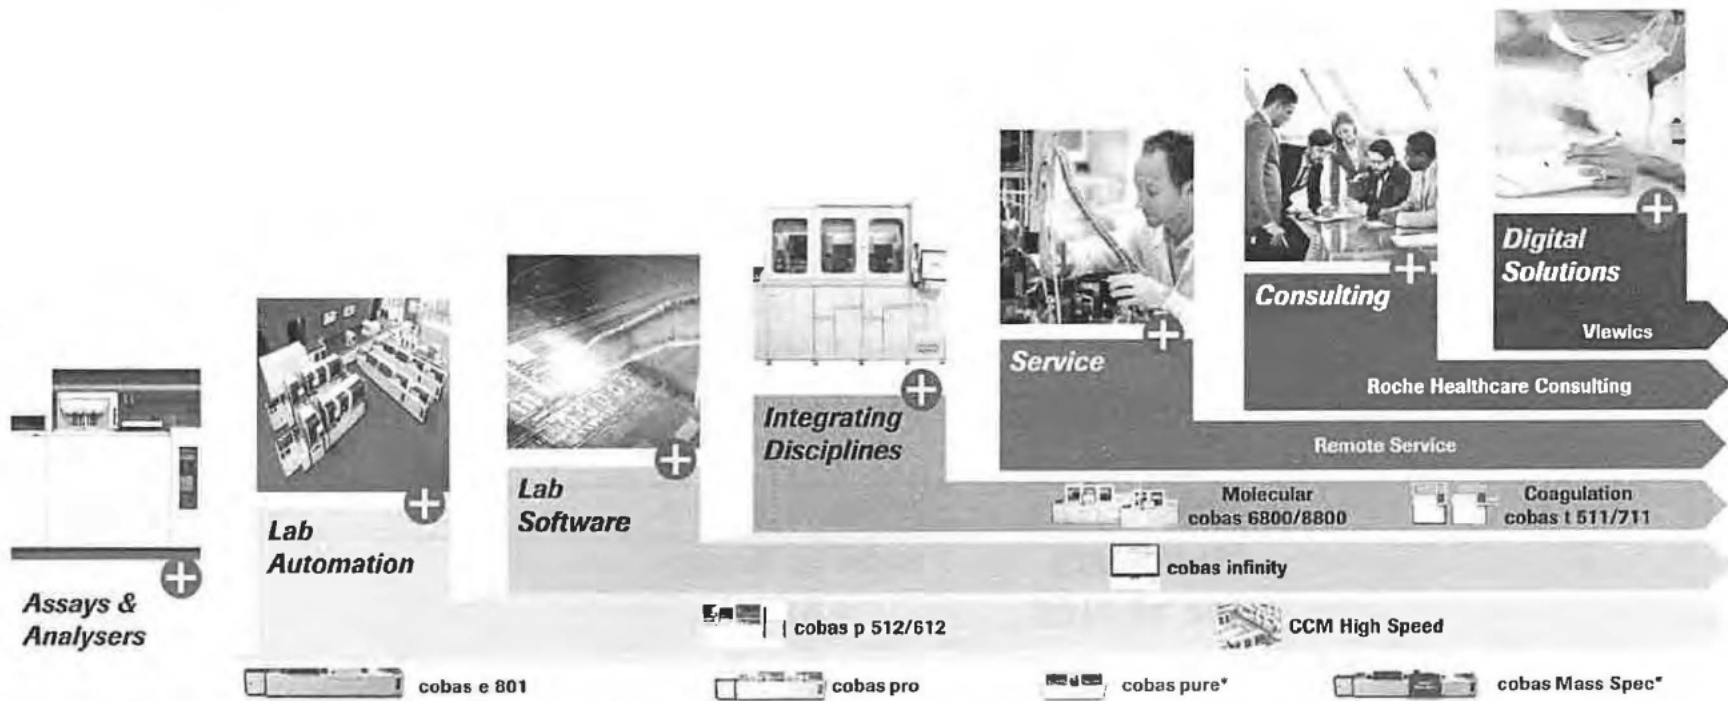 Digital
Solutions
Viewics
Consulting
Roche Healthcare Consulting
Service
Remote Service
Integrating
Disciplines
Molecular
cobas 6800/8800
Coagulation
cobas t 511/711
Lab
Software
cobas infinity
Lab
Automation
cobas p 512/612
CCM High Speed
Assays &
Analysers
cobas e 801
cobas pro
cobas pure*
cobas Mass Spec*